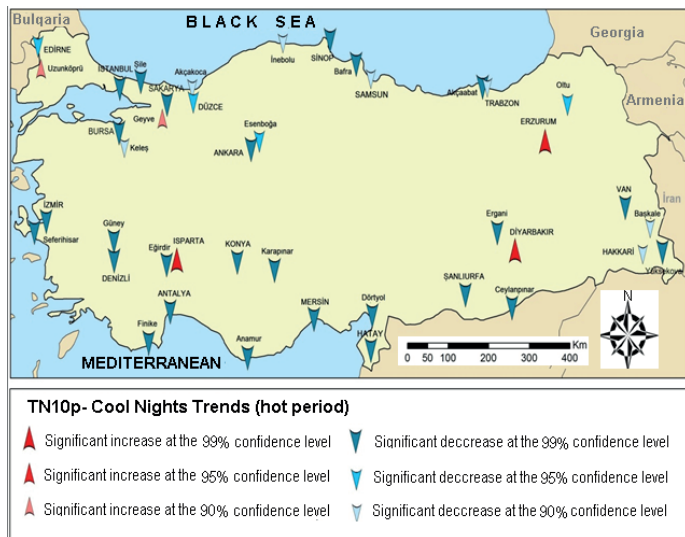 Bulgaria
BLACK SEA
Georgia
EDİRNE
Uzunköprü
İSTANBUL
Şile
Akçakoca
İnebolu
SİNOP
Bafra
SAKARYA
DÜZCE
SAMSUN
Akçaabat
TRABZON
Oltu
Armenia
Geyve
BURSA
Keleş
Esenboğa
ANKARA
ERZURUM
VAN
İran
İZMİR
Seferihisar
Güney
DENİZLİ
Eğirdir
ISPARTA
KONYA
Karapınar
Ergani
DİYARBAKIR
Başkale
HAKKARİ
Yüksekova
ANTALYA
Finike
MERSİN
Dörtyol
ŞANLIURFA
Ceylanpınar
Anamur
HATAY
MEDITERRANEAN
N
Km
0 50 100 200 300 400
TN10p- Cool Nights Trends (hot period)
Significant increase at the 99% confidence level
Significant deccrease at the 99% confidence level
Significant increase at the 95% confidence level
Significant deccrease at the 95% confidence level
Significant increase at the 90% confidence level
Significant deccrease at the 90% confidence level